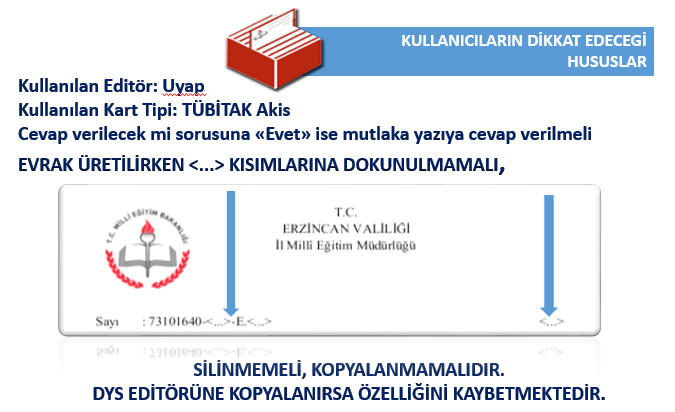 KULLANICILARIN DİKKAT EDECEGİ
HUSUSLAR
Kullanılan Editör: Uyap
Kullanılan Kart Tipi: TÜBİTAK Akis
Cevap verilecek mi sorusuna «Evet» ise mutlaka yazıya cevap verilmeli
EVRAK ÜRETİLİRKEN <...> KISIMLARINA DOKUNULMAMALI,
T.C. MİLLİ EĞİTİM BAKANLIĞI
T.C.
ERZİNCAN VALİLİĞİ
İl Millî Eğitim Müdürlüğü
Sayı : 73101640-<...>-E.<...> <...>
SİLİNMEMELİ, KOPYALANMAMALIDIR.
DYS EDİTÖRÜNE KOPYALANIRSA ÖZELLİĞİNİ KAYBETMEKTEDİR.